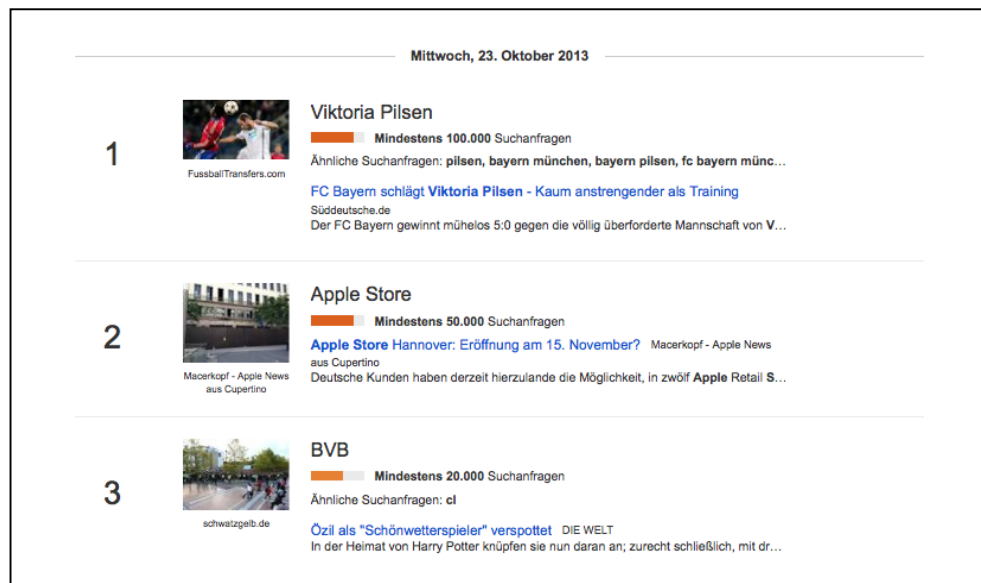 Mittwoch, 23. Oktober 2013
1
FussballTransfers.com
Viktoria Pilsen
Mindestens 100.000 Suchanfragen
Ähnliche Suchanfragen: pilsen, bayern münchen, bayern pilsen, fc bayern münc…
FC Bayern schlägt Viktoria Pilsen - Kaum anstrengender als Training
Süddeutsche.de
Der FC Bayern gewinnt mühelos 5:0 gegen die völlig überforderte Mannschaft von V…
2
Macerkopf - Apple News
aus Cupertino
Apple Store
Mindestens 50.000 Suchanfragen
Apple Store Hannover: Eröffnung am 15. November? Macerkopf - Apple News
aus Cupertino
Deutsche Kunden haben derzeit hierzulande die Möglichkeit, in zwölf Apple Retail S…
3
schwatzgelb.de
BVB
Mindestens 20.000 Suchanfragen
Ähnliche Suchanfragen: cl
Özil als "Schönwetterspieler" verspottet DIE WELT
In der Heimat von Harry Potter knüpfen sie nun daran an; zurecht schließlich, mit dr…